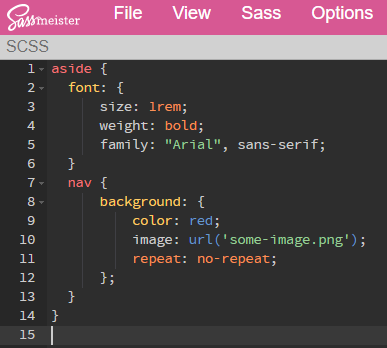 Sassmeister
File View Sass Options
SCSS
1 aside {
2 font: {
3 size: 1rem;
4 weight: bold;
5 family: "Arial", sans-serif;
6 }
7 nav {
8 background: {
9 color: red;
10 image: url('some-image.png');
11 repeat: no-repeat;
12 };
13 }
14 }
15